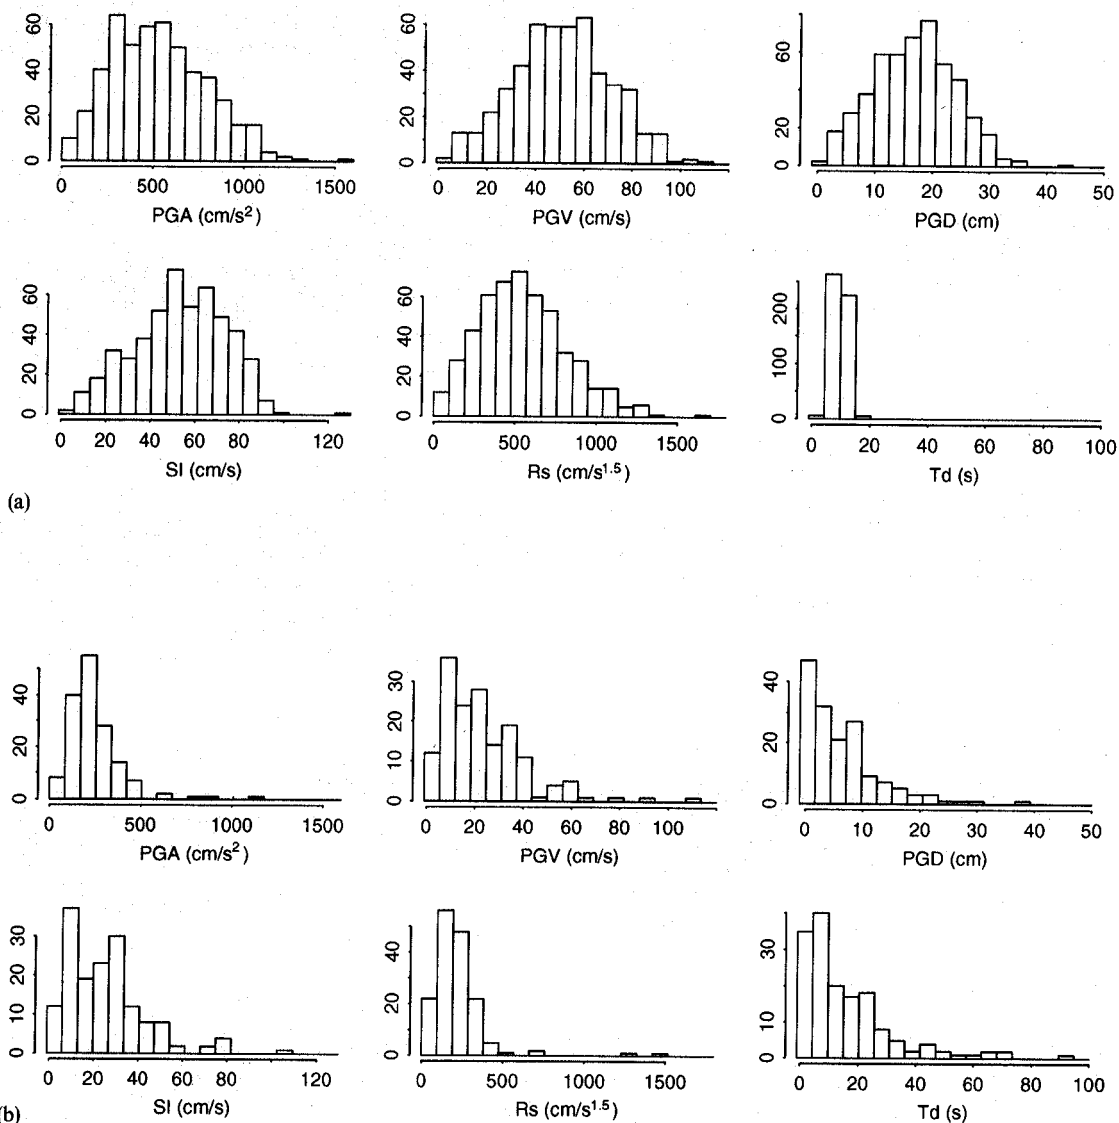 0 20 40 60
0 500 1000 1500
PGA (cm/s²)
0 20 40 60
0 20 40 60 80 100
PGV (cm/s)
0 20 60
0 10 20 30 40 50
PGD (cm)
0 20 40 60
0 20 40 60 80 120
SI (cm/s)
0 20 40 60
0 500 1000 1500
Rs (cm/s¹·⁵)
0 100 200
0 20 40 60 80 100
Td (s)
(a)
0 20 40
0 500 1000 1500
PGA (cm/s²)
0 10 20 30
0 20 40 60 80 100
PGV (cm/s)
0 20 40
0 10 20 30 40 50
PGD (cm)
0 10 20 30
0 20 40 60 80 120
SI (cm/s)
0 20 40
0 500 1000 1500
Rs (cm/s¹·⁵)
0 10 30
0 20 40 60 80 100
Td (s)
(b)